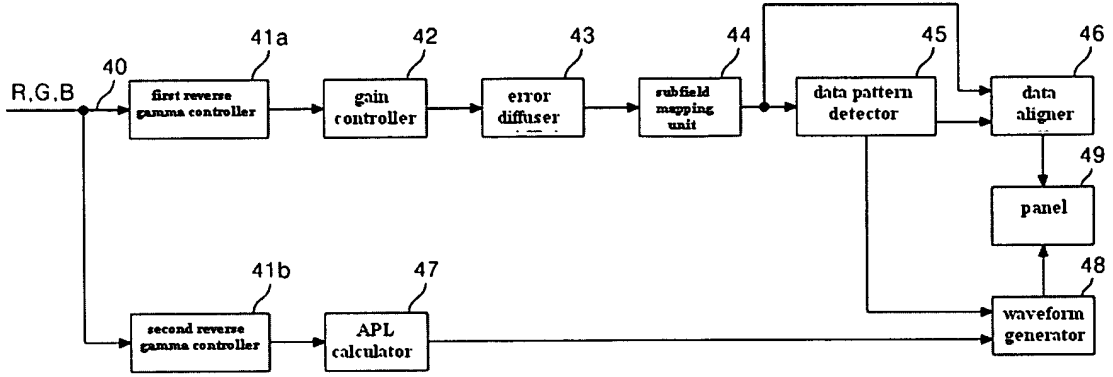 R,G,B
40
41a
first reverse
gamma controller
42
gain
controller
43
error
diffuser
44
subfield
mapping
unit
45
data pattern
detector
46
data
aligner
49
panel
41b
second reverse
gamma controller
47
APL
calculator
48
waveform
generator